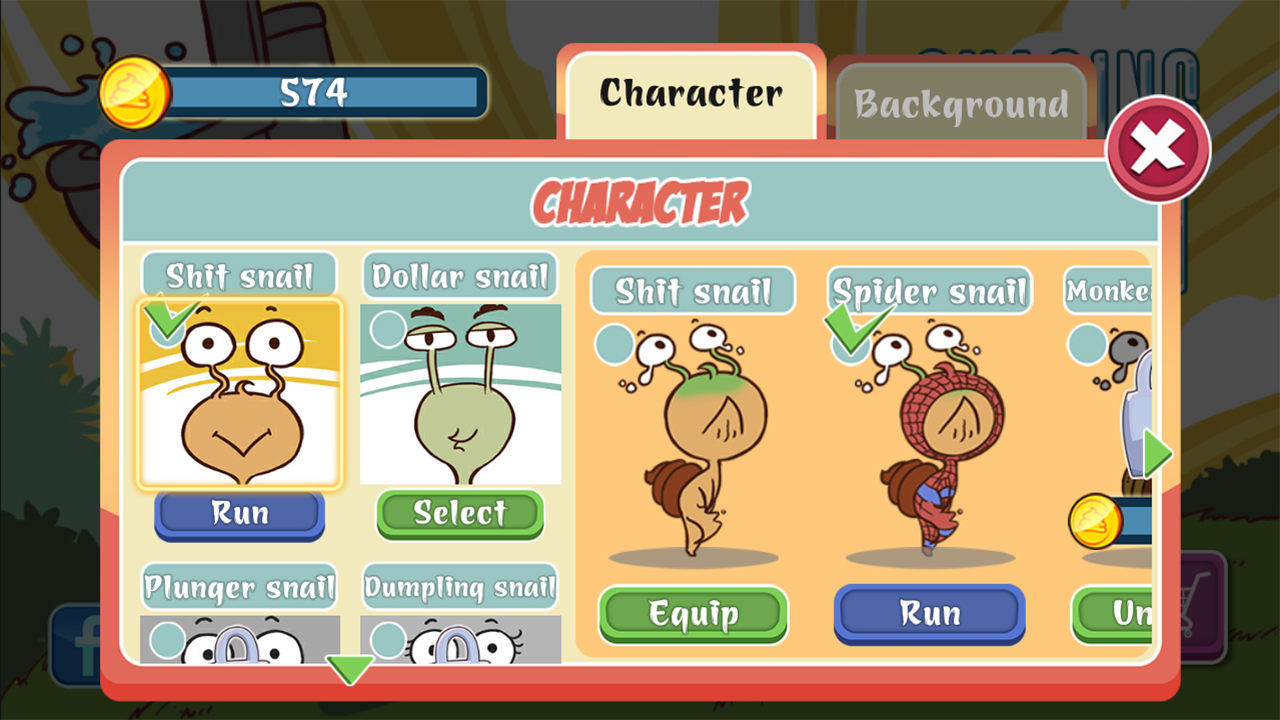 574
Character
Background
CHARACTER
Shit snail
Dollar snail
Run
Select
Plunger snail
Dumpling snail
Shit snail
Spider snail
Equip
Run